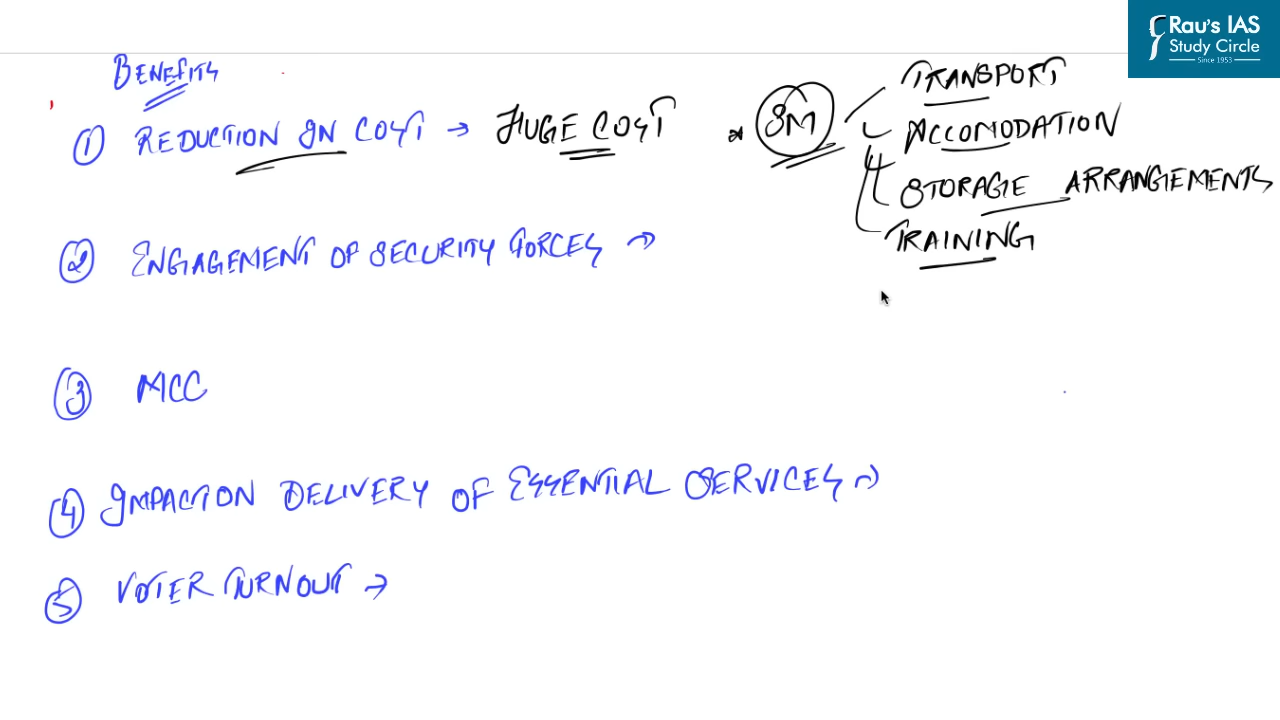 Rau's IAS
Study Circle
Since 1953
BENEFITS
① REDUCTION IN COST → HUGE COST * 8M TRANSPORT
ACCOMODATION
STORAGE ARRANGEMENTS
TRAINING
② ENGAGEMENT OF SECURITY FORCES →
③ MCC
④ IMPACT ON DELIVERY OF ESSENTIAL SERVICES →
⑤ VOTER TURNOUT →